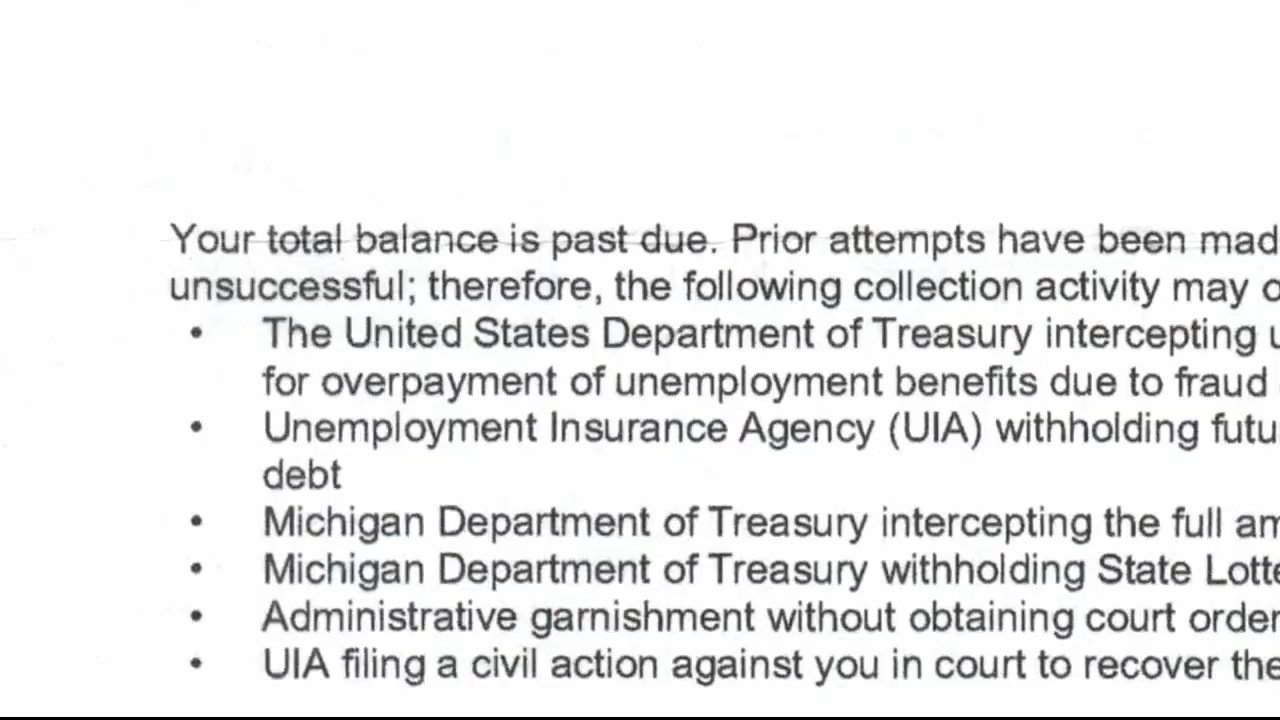 Your total balance is past due. Prior attempts have been mad
unsuccessful; therefore, the following collection activity may o
• The United States Department of Treasury intercepting u
for overpayment of unemployment benefits due to fraud
• Unemployment Insurance Agency (UIA) withholding futu
debt
• Michigan Department of Treasury intercepting the full am
• Michigan Department of Treasury withholding State Lotte
• Administrative garnishment without obtaining court order
• UIA filing a civil action against you in court to recover the